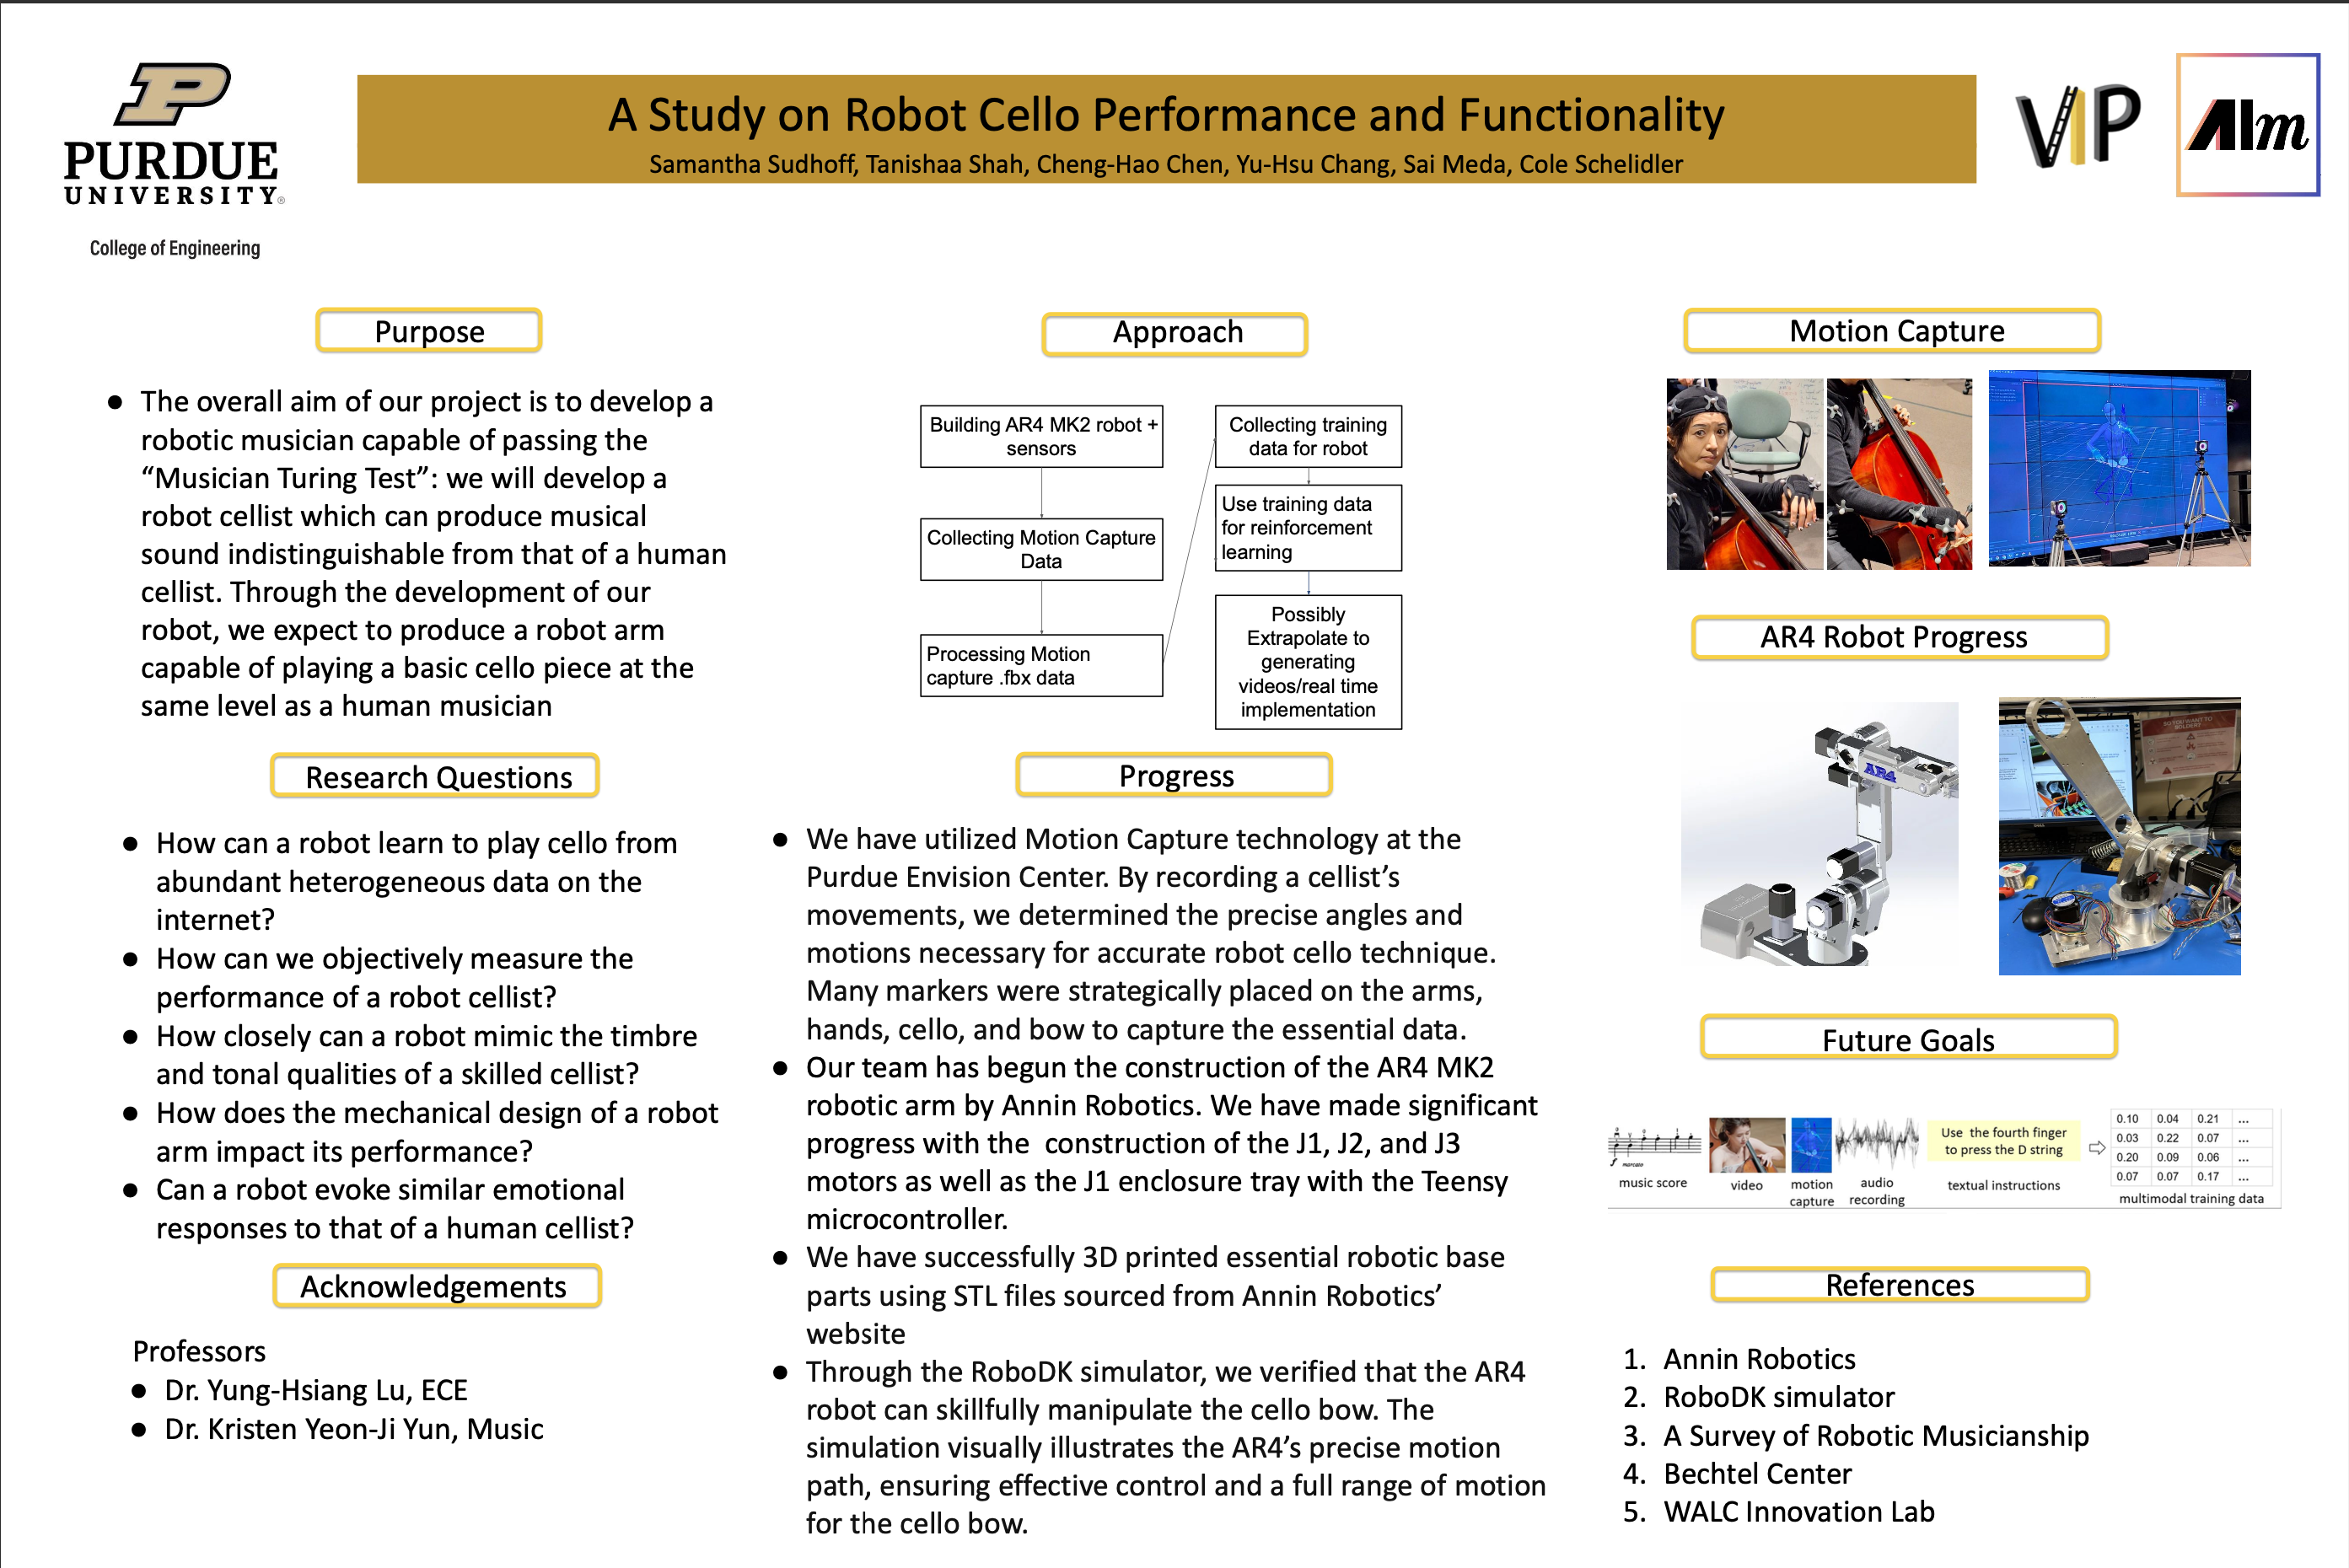 A Study on Robot Cello Performance and Functionality
Samantha Sudhoff, Tanishaa Shah, Cheng-Hao Chen, Yu-Hsu Chang, Sai Meda, Cole Schelidler
PURDUE
UNIVERSITY®
College of Engineering
VIP
AIm
Purpose
● The overall aim of our project is to develop a
robotic musician capable of passing the
“Musician Turing Test”: we will develop a
robot cellist which can produce musical
sound indistinguishable from that of a human
cellist. Through the development of our
robot, we expect to produce a robot arm
capable of playing a basic cello piece at the
same level as a human musician
Research Questions
● How can a robot learn to play cello from
abundant heterogeneous data on the
internet?
● How can we objectively measure the
performance of a robot cellist?
● How closely can a robot mimic the timbre
and tonal qualities of a skilled cellist?
● How does the mechanical design of a robot
arm impact its performance?
● Can a robot evoke similar emotional
responses to that of a human cellist?
Acknowledgements
Professors
● Dr. Yung-Hsiang Lu, ECE
● Dr. Kristen Yeon-Ji Yun, Music
Approach
Building AR4 MK2 robot +
sensors
Collecting Motion Capture
Data
Processing Motion
capture .fbx data
Collecting training
data for robot
Use training data
for reinforcement
learning
Possibly
Extrapolate to
generating
videos/real time
implementation
Progress
● We have utilized Motion Capture technology at the
Purdue Envision Center. By recording a cellist’s
movements, we determined the precise angles and
motions necessary for accurate robot cello technique.
Many markers were strategically placed on the arms,
hands, cello, and bow to capture the essential data.
● Our team has begun the construction of the AR4 MK2
robotic arm by Annin Robotics. We have made significant
progress with the  construction of the J1, J2, and J3
motors as well as the J1 enclosure tray with the Teensy
microcontroller.
● We have successfully 3D printed essential robotic base
parts using STL files sourced from Annin Robotics’
website
● Through the RoboDK simulator, we verified that the AR4
robot can skillfully manipulate the cello bow. The
simulation visually illustrates the AR4’s precise motion
path, ensuring effective control and a full range of motion
for the cello bow.
Motion Capture
AR4 Robot Progress
AR4
Future Goals
marcato
music score
video
motion
capture
audio
recording
Use the fourth finger
to press the D string
textual instructions
0.10 0.04 0.21 ...
0.03 0.22 0.07 ...
0.20 0.09 0.06 ...
0.07 0.07 0.17 ...
multimodal training data
References
1. Annin Robotics
2. RoboDK simulator
3. A Survey of Robotic Musicianship
4. Bechtel Center
5. WALC Innovation Lab